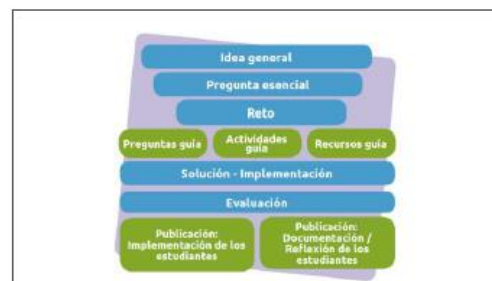 Idea general
Pregunta esencial
Reto
Preguntas guía
Actividades
guía
Recursos guía
Solución - Implementación
Evaluación
Publicación:
Implementación de los
estudiantes
Publicación:
Documentación /
Reflexión de los
estudiantes